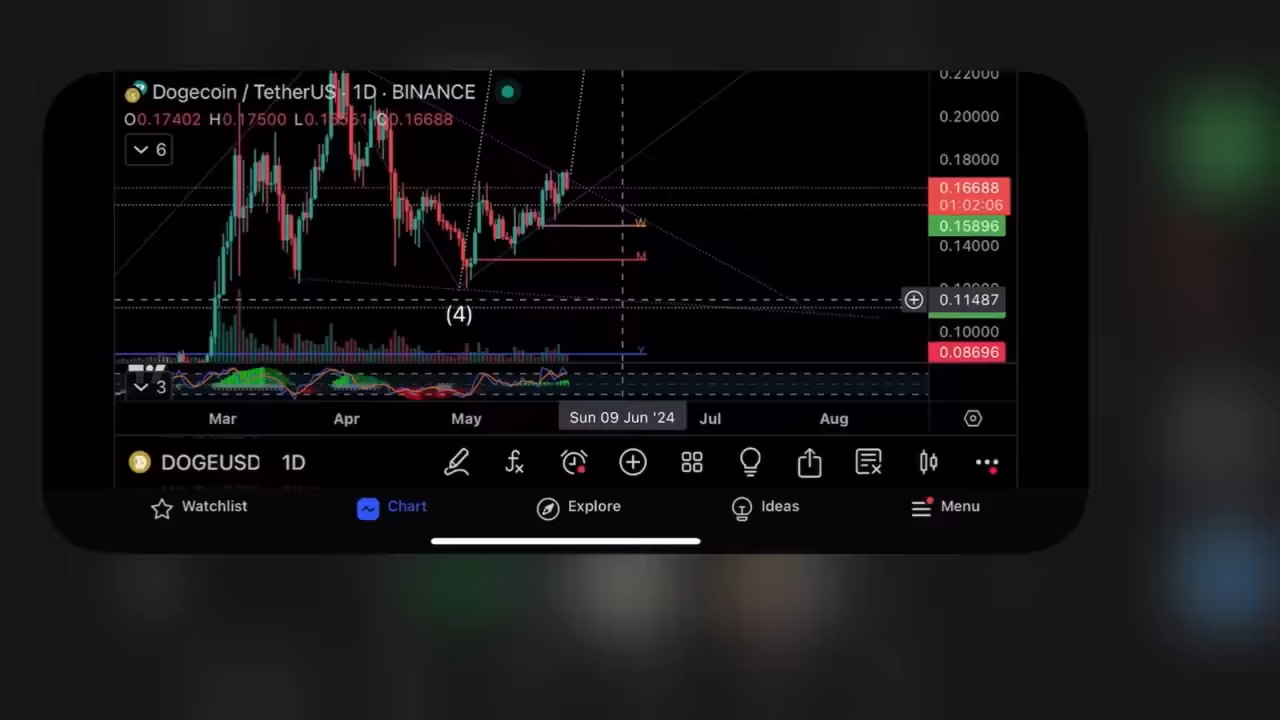 0.22000
Dogecoin / TetherUS · 1D · BINANCE
O0.17402 H0.17500 C0.16688
0.20000
6
0.18000
0.16688
01:02:06
W
0.15896
0.14000
M
0.11487
(4)
0.10000
Y
0.08696
3
Mar Apr May Sun 09 Jun '24 Jul Aug
DOGEUSD 1D
Watchlist Chart Explore Ideas Menu